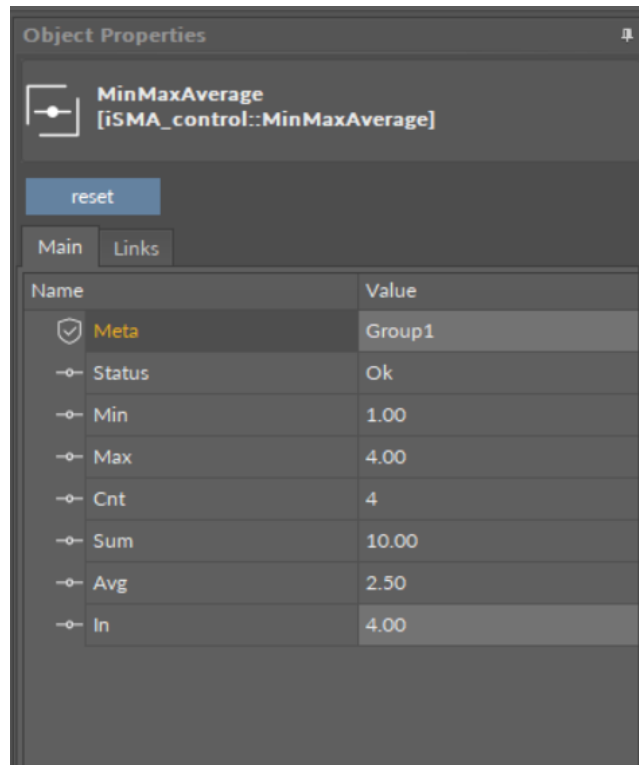 Object Properties
MinMaxAverage
[iSMA_control::MinMaxAverage]
reset
Main Links
Name Value
Meta Group1
Status Ok
Min 1.00
Max 4.00
Cnt 4
Sum 10.00
Avg 2.50
In 4.00